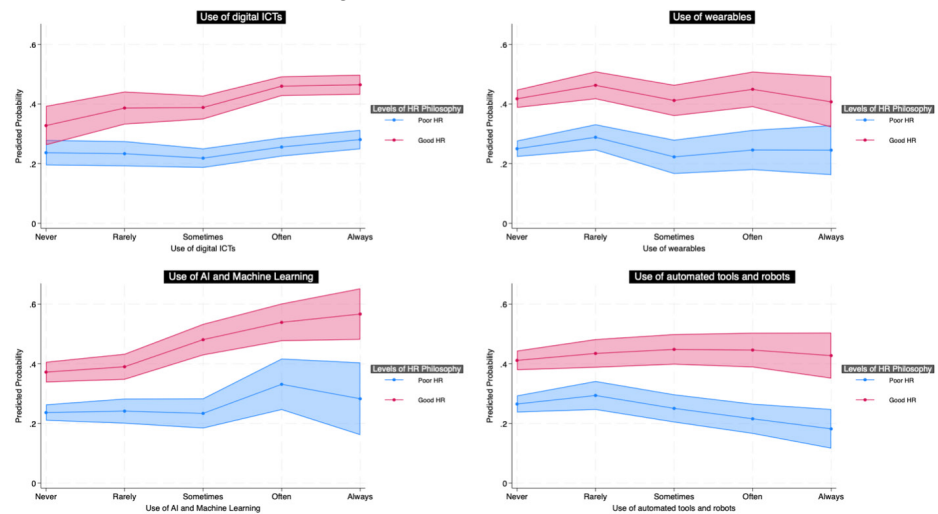 Use of digital ICTs
.6
.4
.2
0
Predicted Probability
Never Rarely Sometimes Often Always
Use of digital ICTs
Levels of HR Philosophy
Poor HR
Good HR
Use of wearables
.6
.4
.2
0
Predicted Probability
Never Rarely Sometimes Often Always
Use of wearables
Levels of HR Philosophy
Poor HR
Good HR
Use of AI and Machine Learning
.6
.4
.2
0
Predicted Probability
Never Rarely Sometimes Often Always
Use of AI and Machine Learning
Levels of HR Philosophy
Poor HR
Good HR
Use of automated tools and robots
.6
.4
.2
0
Predicted Probability
Never Rarely Sometimes Often Always
Use of automated tools and robots
Levels of HR Philosophy
Poor HR
Good HR